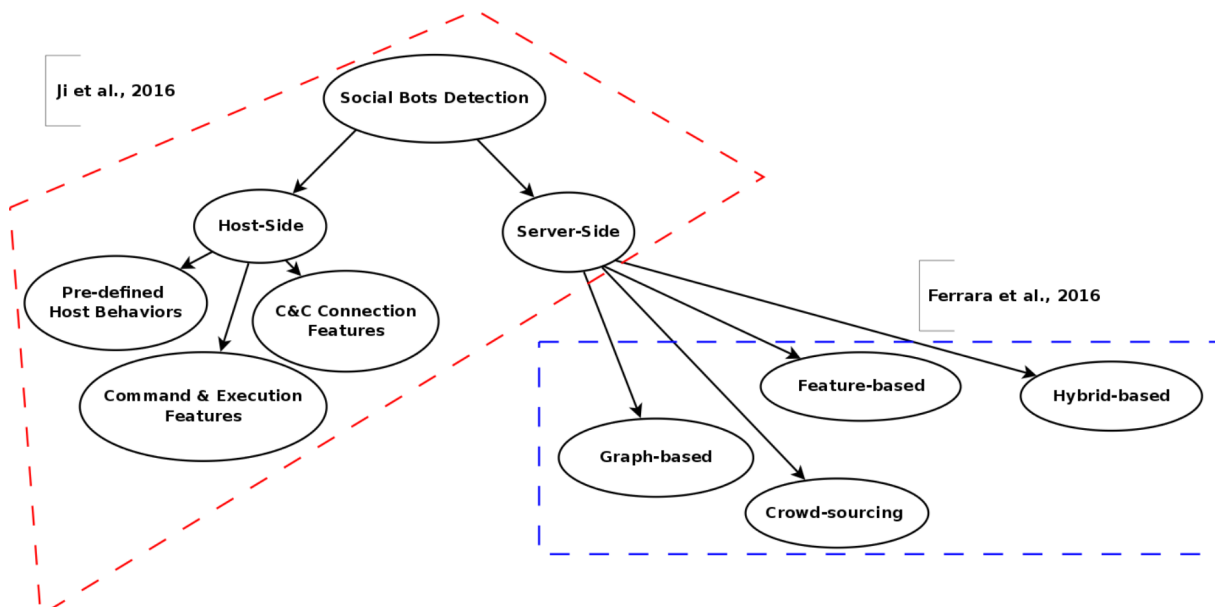 Ji et al., 2016
Social Bots Detection
Host-Side
Server-Side
Pre-defined
Host Behaviors
C&C Connection
Features
Command & Execution
Features
Ferrara et al., 2016
Feature-based
Hybrid-based
Graph-based
Crowd-sourcing